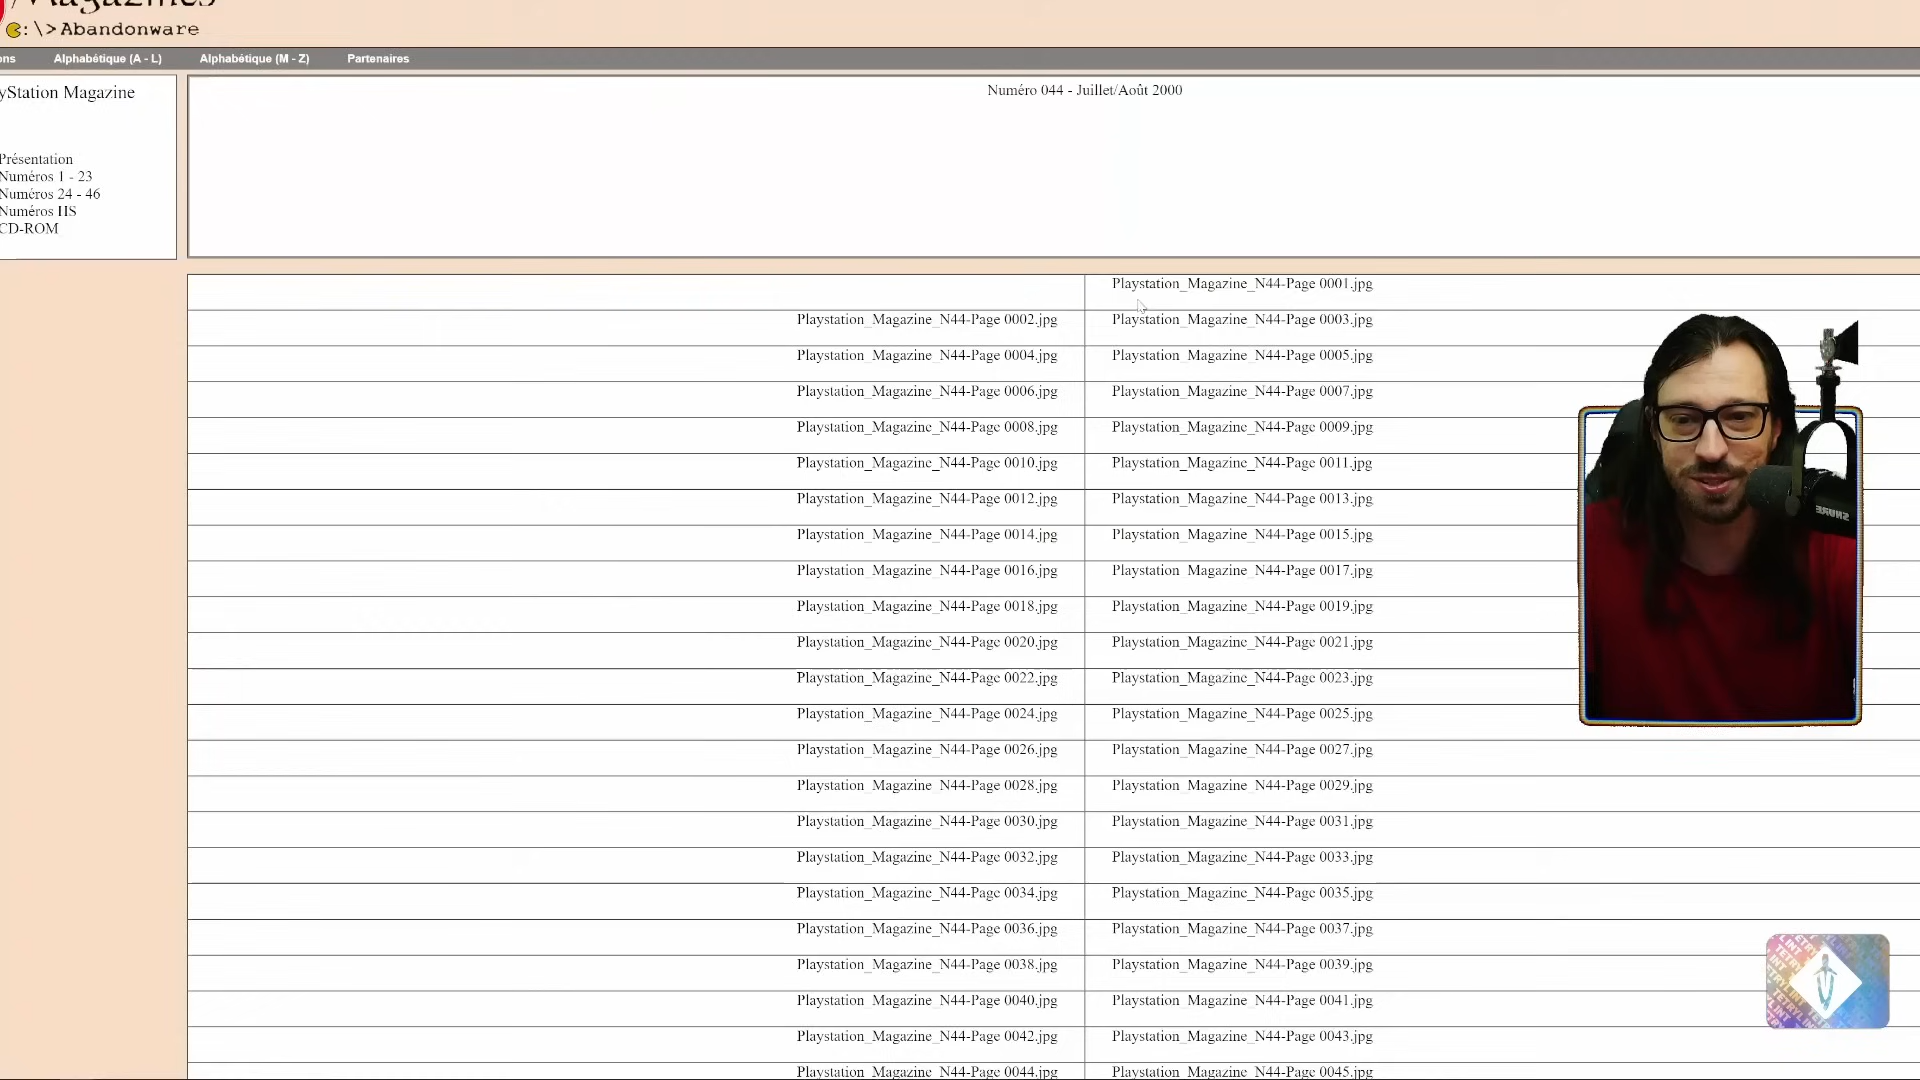 Magazines
C:\>Abandonware
ons Alphabétique (A - L) Alphabétique (M - Z) Partenaires
yStation Magazine
Présentation
Numéros 1 - 23
Numéros 24 - 46
Numéros HS
CD-ROM
Numéro 044 - Juillet/Août 2000
Playstation_Magazine_N44-Page 0001.jpg
Playstation_Magazine_N44-Page 0002.jpg Playstation_Magazine_N44-Page 0003.jpg
Playstation_Magazine_N44-Page 0004.jpg Playstation_Magazine_N44-Page 0005.jpg
Playstation_Magazine_N44-Page 0006.jpg Playstation_Magazine_N44-Page 0007.jpg
Playstation_Magazine_N44-Page 0008.jpg Playstation_Magazine_N44-Page 0009.jpg
Playstation_Magazine_N44-Page 0010.jpg Playstation_Magazine_N44-Page 0011.jpg
Playstation_Magazine_N44-Page 0012.jpg Playstation_Magazine_N44-Page 0013.jpg
Playstation_Magazine_N44-Page 0014.jpg Playstation_Magazine_N44-Page 0015.jpg
Playstation_Magazine_N44-Page 0016.jpg Playstation_Magazine_N44-Page 0017.jpg
Playstation_Magazine_N44-Page 0018.jpg Playstation_Magazine_N44-Page 0019.jpg
Playstation_Magazine_N44-Page 0020.jpg Playstation_Magazine_N44-Page 0021.jpg
Playstation_Magazine_N44-Page 0022.jpg Playstation_Magazine_N44-Page 0023.jpg
Playstation_Magazine_N44-Page 0024.jpg Playstation_Magazine_N44-Page 0025.jpg
Playstation_Magazine_N44-Page 0026.jpg Playstation_Magazine_N44-Page 0027.jpg
Playstation_Magazine_N44-Page 0028.jpg Playstation_Magazine_N44-Page 0029.jpg
Playstation_Magazine_N44-Page 0030.jpg Playstation_Magazine_N44-Page 0031.jpg
Playstation_Magazine_N44-Page 0032.jpg Playstation_Magazine_N44-Page 0033.jpg
Playstation_Magazine_N44-Page 0034.jpg Playstation_Magazine_N44-Page 0035.jpg
Playstation_Magazine_N44-Page 0036.jpg Playstation_Magazine_N44-Page 0037.jpg
Playstation_Magazine_N44-Page 0038.jpg Playstation_Magazine_N44-Page 0039.jpg
Playstation_Magazine_N44-Page 0040.jpg Playstation_Magazine_N44-Page 0041.jpg
Playstation_Magazine_N44-Page 0042.jpg Playstation_Magazine_N44-Page 0043.jpg
Playstation_Magazine_N44-Page 0044.jpg Playstation_Magazine_N44-Page 0045.jpg
SHURE